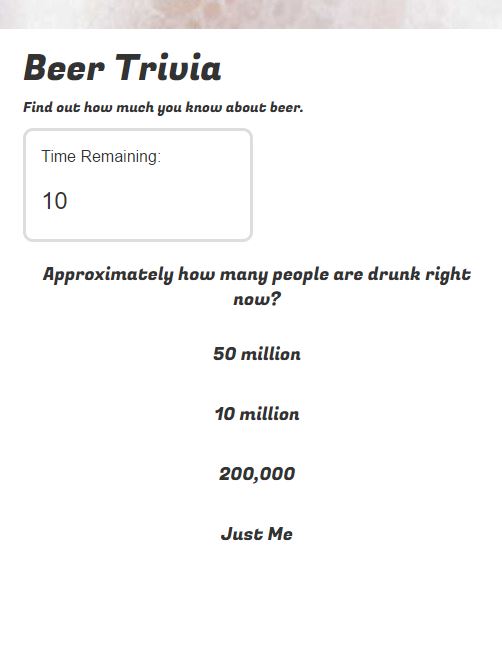 Beer Trivia
Find out how much you know about beer.
Time Remaining:
10
Approximately how many people are drunk right
now?
50 million
10 million
200,000
Just Me